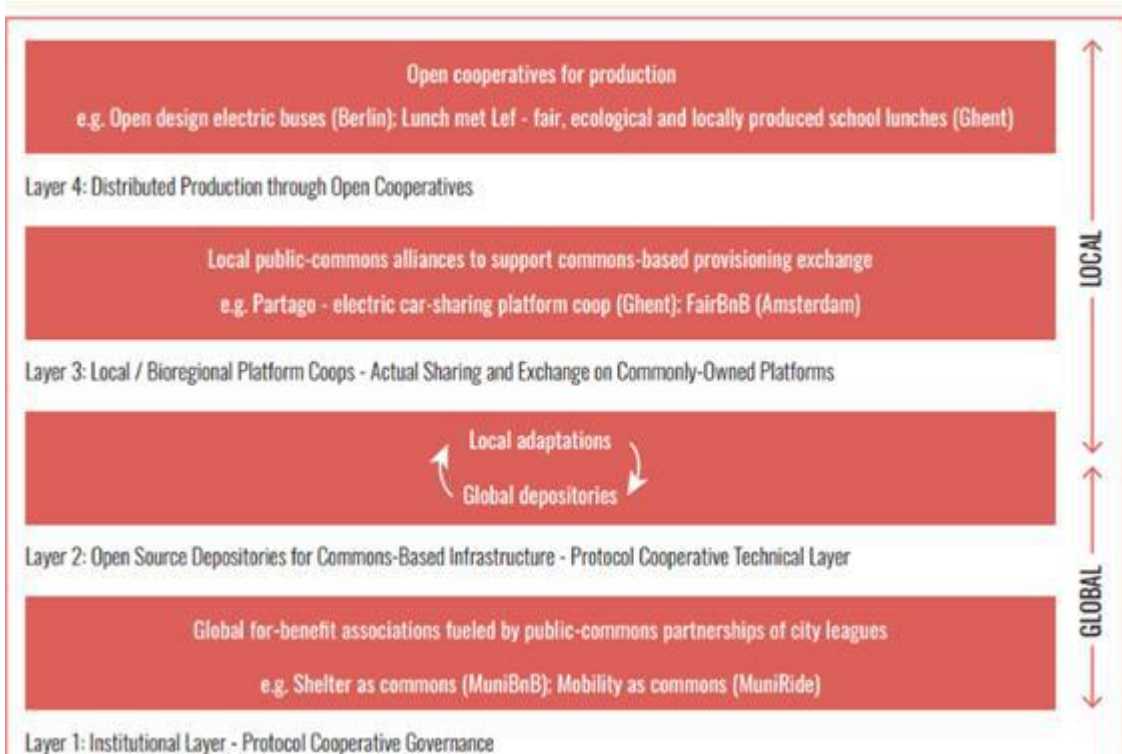 Open cooperatives for production
e.g. Open design electric buses (Berlin); Lunch met Lef - fair, ecological and locally produced school lunches (Ghent)
Layer 4: Distributed Production through Open Cooperatives
Local public-commons alliances to support commons-based provisioning exchange
e.g. Partago - electric car-sharing platform coop (Ghent); FairBnB (Amsterdam)
Layer 3: Local / Bioregional Platform Coops - Actual Sharing and Exchange on Commonly-Owned Platforms
LOCAL
Local adaptations
Global depositories
Layer 2: Open Source Depositories for Commons-Based Infrastructure - Protocol Cooperative Technical Layer
Global for-benefit associations fueled by public-commons partnerships of city leagues
e.g. Shelter as commons (MuniBnB); Mobility as commons (MuniRide)
GLOBAL
Layer 1: Institutional Layer - Protocol Cooperative Governance